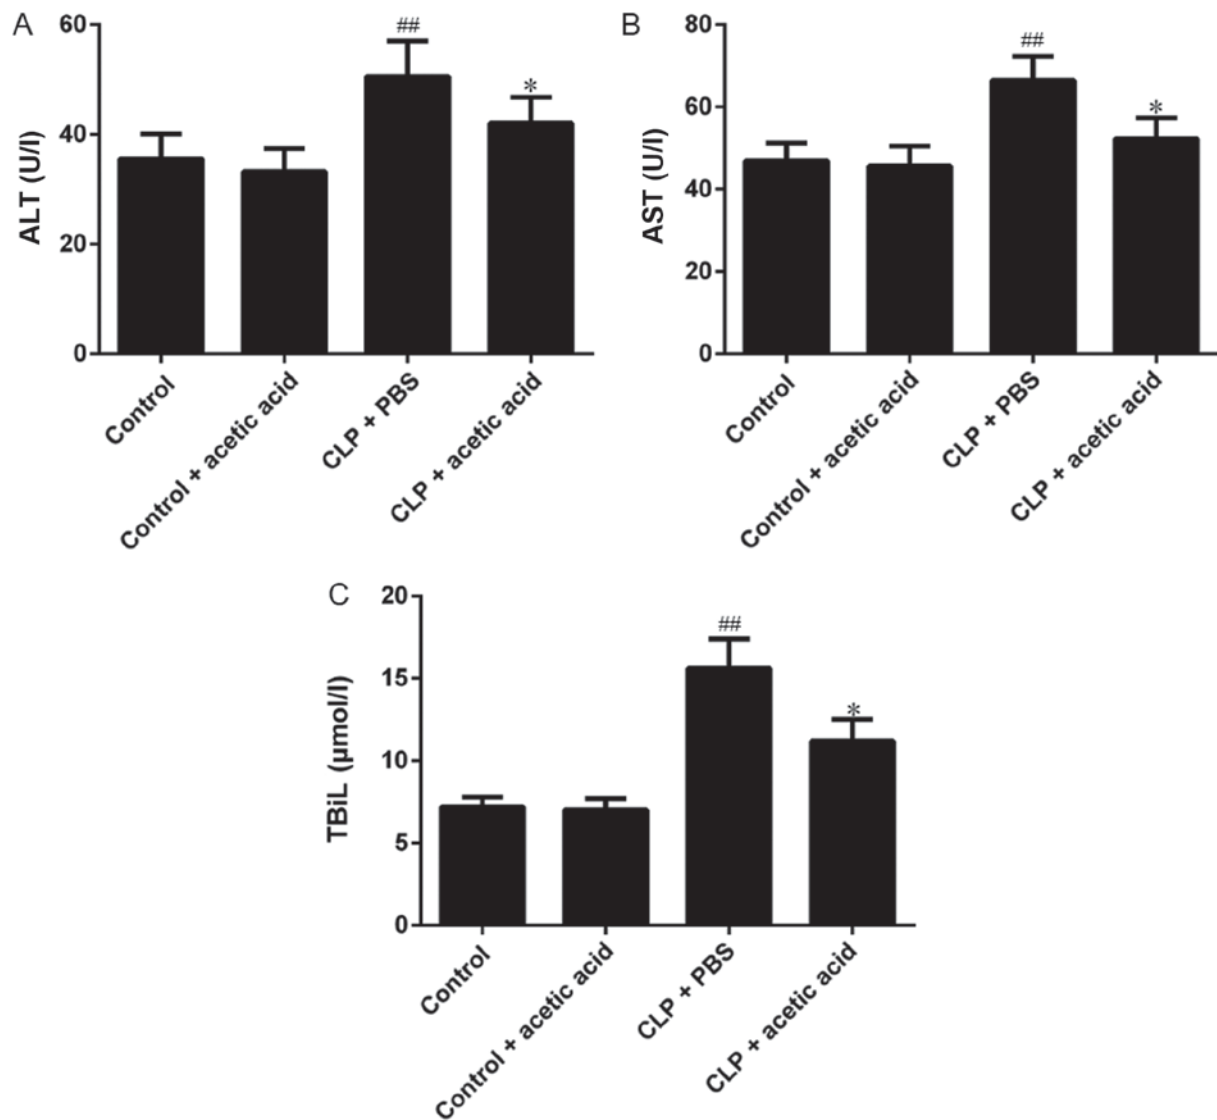 A
ALT (U/l)
60
40
20
0
##
*
Control
Control + acetic acid
CLP + PBS
CLP + acetic acid
B
AST (U/l)
80
60
40
20
0
##
*
Control
Control + acetic acid
CLP + PBS
CLP + acetic acid
C
TBiL (µmol/l)
20
15
10
5
0
##
*
Control
Control + acetic acid
CLP + PBS
CLP + acetic acid